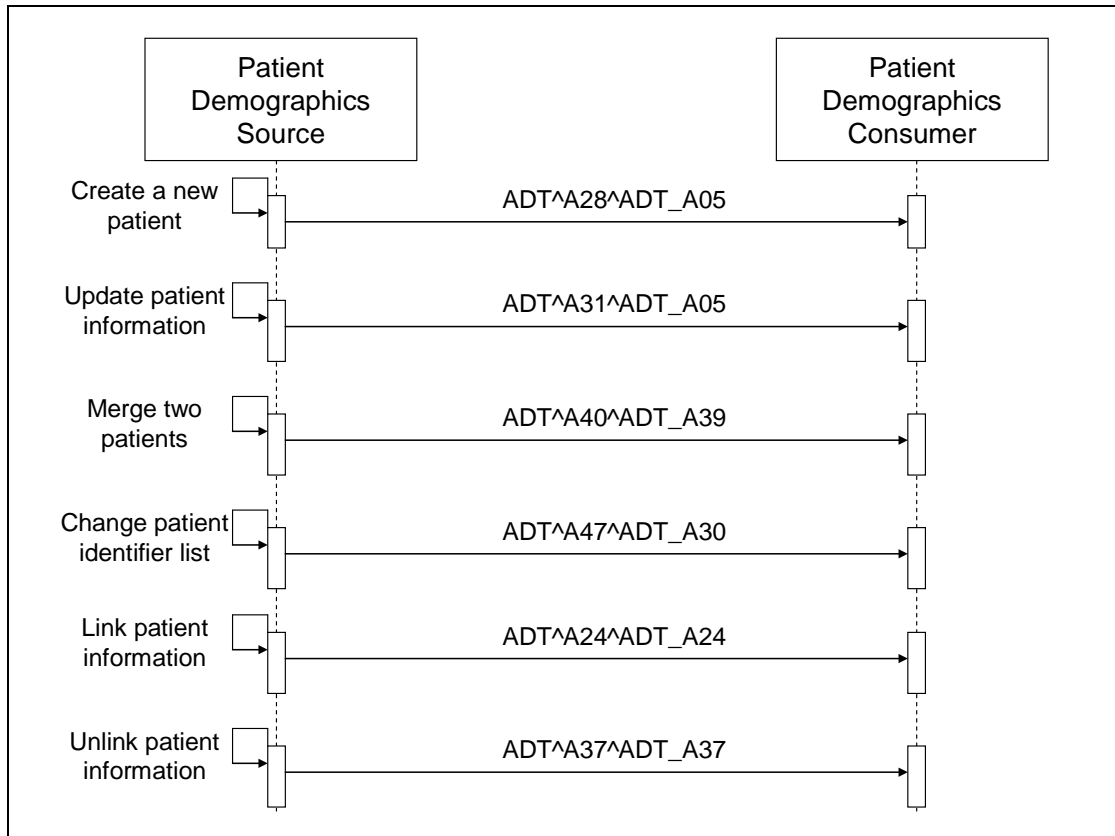 Patient
Demographics
Source
Patient
Demographics
Consumer
Create a new
patient
ADT^A28^ADT_A05
Update patient
information
ADT^A31^ADT_A05
Merge two
patients
ADT^A40^ADT_A39
Change patient
identifier list
ADT^A47^ADT_A30
Link patient
information
ADT^A24^ADT_A24
Unlink patient
information
ADT^A37^ADT_A37